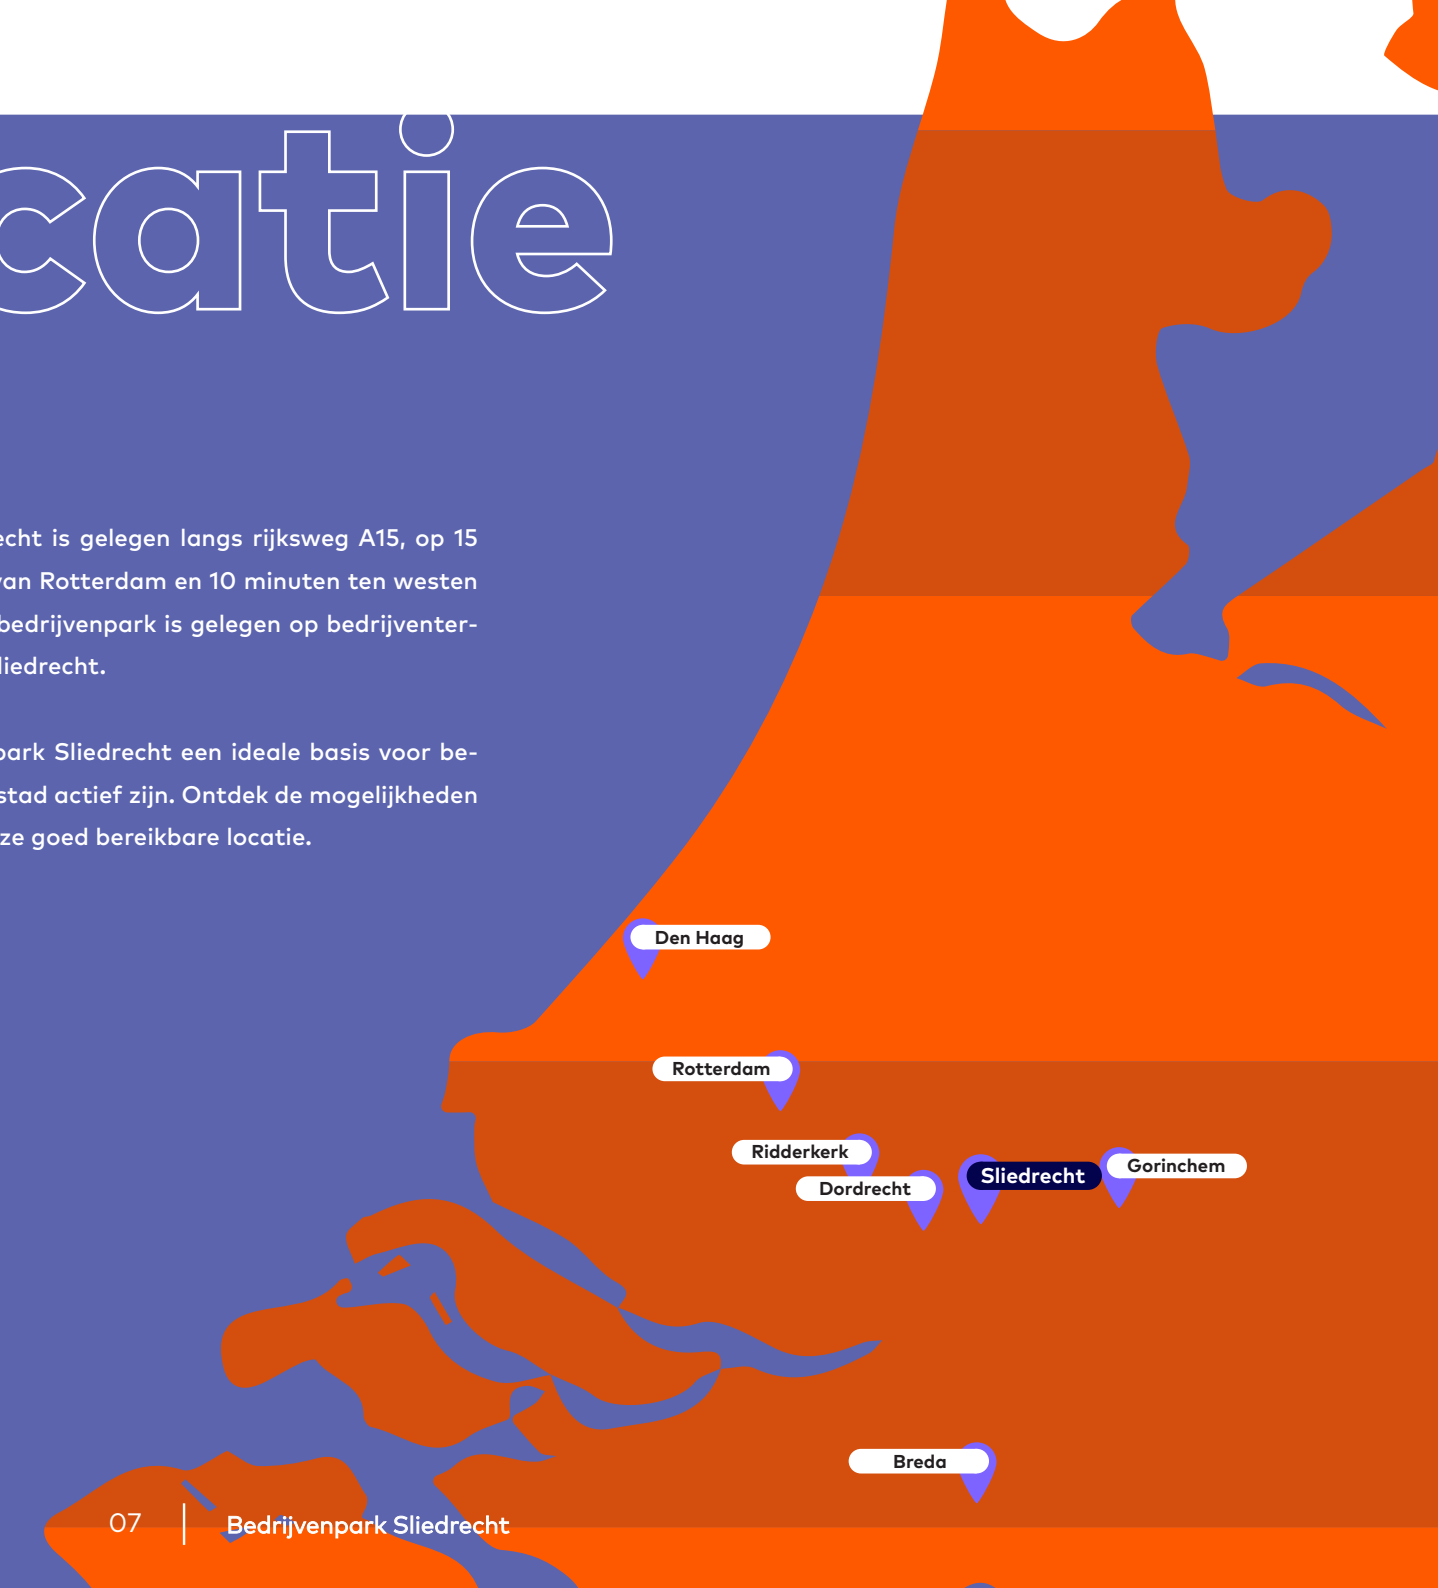 catie
echt is gelegen langs rijksweg A15, op 15
van Rotterdam en 10 minuten ten westen
bedrijvenpark is gelegen op bedrijventer-
liedrecht.
park Sliedrecht een ideale basis voor be-
stad actief zijn. Ontdek de mogelijkheden
ze goed bereikbare locatie.
Den Haag
Rotterdam
Ridderkerk
Dordrecht
Sliedrecht
Gorinchem
Breda
07
Bedrijvenpark Sliedrecht